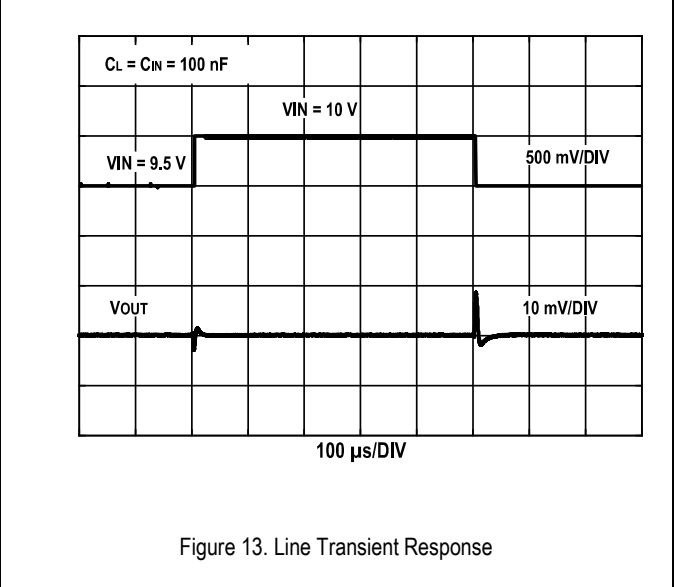 CL = CIN = 100 nF
VIN = 10 V
VIN = 9.5 V
500 mV/DIV
VOUT
10 mV/DIV
100 µs/DIV
Figure 13. Line Transient Response